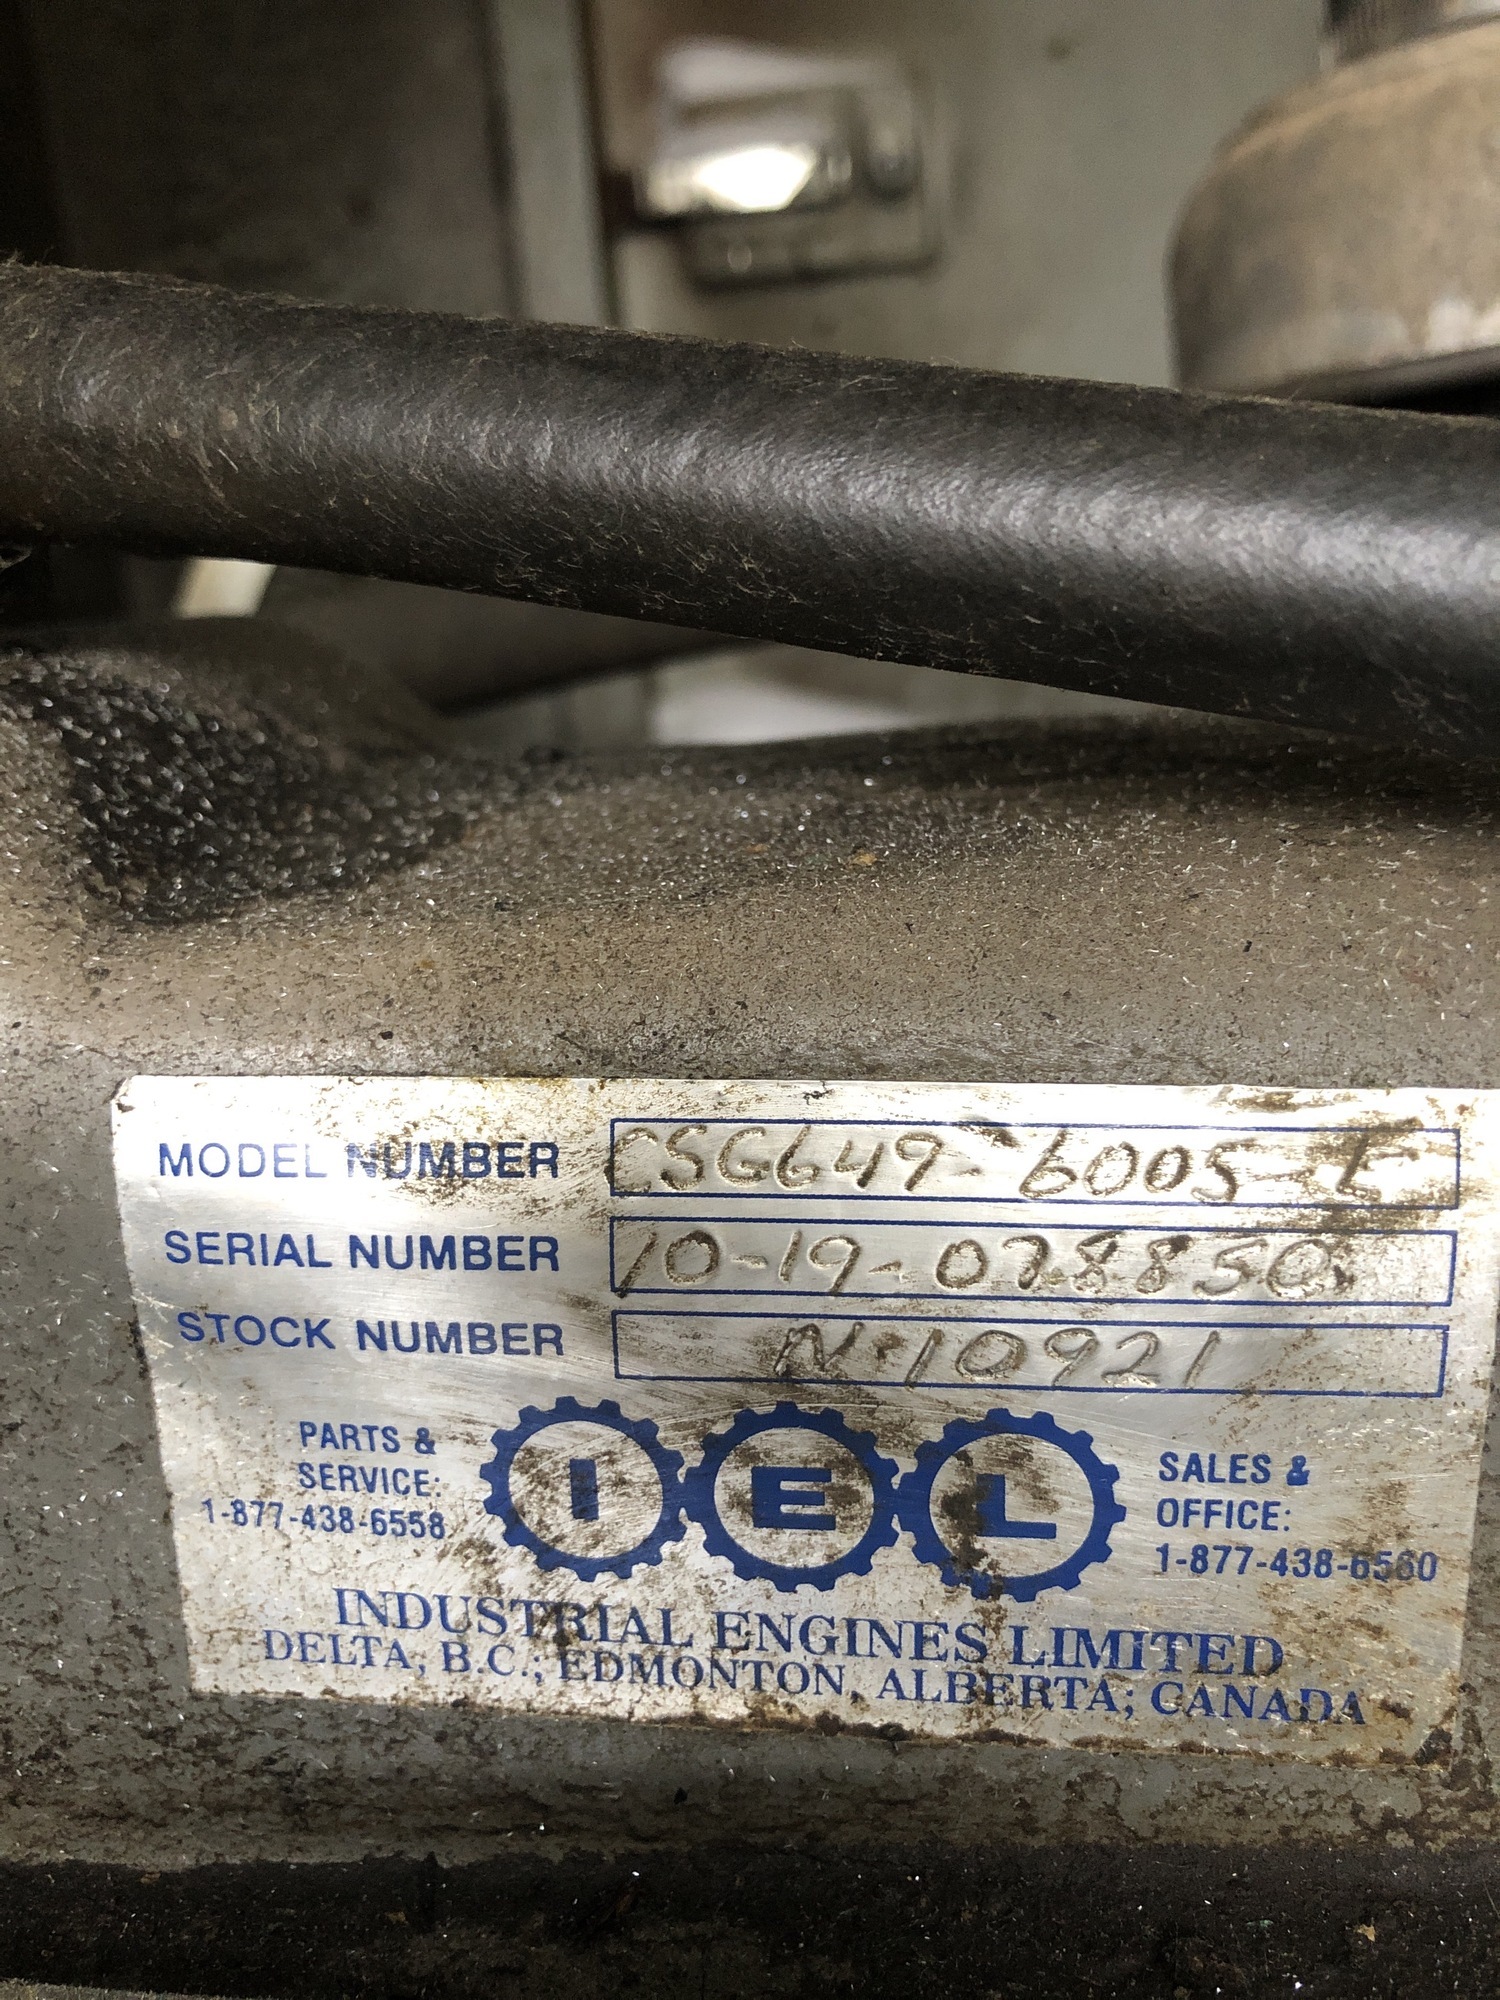 MODEL NUMBER CSG649-6005-E
SERIAL NUMBER 10-19-078850
STOCK NUMBER N-10921
PARTS &
SERVICE:
1-877-438-6558
I E L
SALES &
OFFICE:
1-877-438-6560
INDUSTRIAL ENGINES LIMITED
DELTA, B.C.; EDMONTON, ALBERTA; CANADA